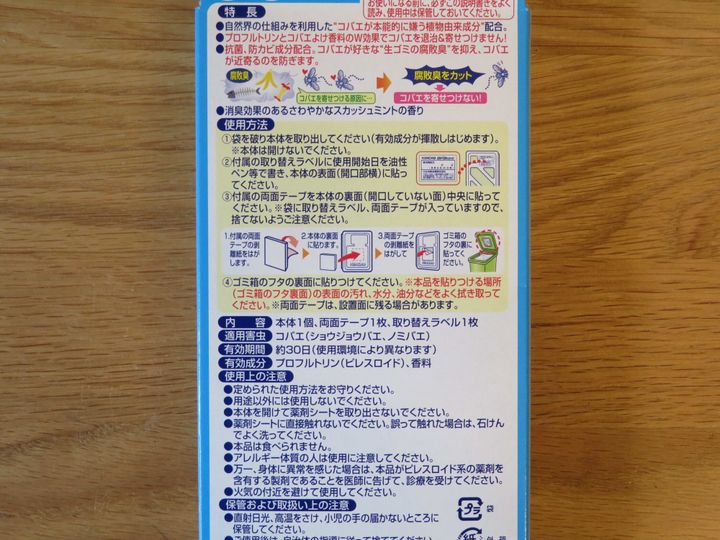 特長
お使いになる前に、必ずこの説明書きをよく
読み、使用中は保管しておいてください。
●自然界の仕組みを利用した"コバエが本能的に嫌う植物由来成分"配合。
●プロフルトリンとコバエよけ香料のW効果でコバエを退治&寄せつけません!
●抗菌、防カビ成分配合。コバエが好きな"生ゴミの腐敗臭"を抑え、コバエ
が近寄るのを防ぎます。
腐敗臭
コバエを寄せつける原因に…
腐敗臭をカット
コバエを寄せつけない!
●消臭効果のあるさわやかなスカッシュミントの香り
使用方法
①袋を破り本体を取り出してください(有効成分が揮散しはじめます)。
※本体は開けないでください。
②付属の取り替えラベルに使用開始日を油性
ペン等で書き、本体の表面(開口部横)に貼っ
てください。
③付属の両面テープを本体の裏面(開口していない面)中央に貼って
ください。※袋に取り替えラベル、両面テープが入っていますので、
捨てないようご注意ください。
1.付属の両面
テープの剥
離紙をはが
します。
2.本体の裏面
に貼ります。
3.両面テープ
の剥離紙を
はがして
ゴミ箱の
フタの裏に
貼ってくだ
さい。
④ゴミ箱のフタの裏面に貼りつけてください。※本品を貼りつける場所
(ゴミ箱のフタ裏面)の表面の汚れ、水分、油分などをよく拭き取って
ください。※両面テープは、設置面に残る場合があります。
内容 本体1個、両面テープ1枚、取り替えラベル1枚
適用害虫 コバエ(ショウジョウバエ、ノミバエ)
有効期間 約30日(使用環境により異なります)
有効成分 プロフルトリン(ピレスロイド)、香料
使用上の注意
●定められた使用方法をお守りください。
●用途以外には使用しないでください。
●本体を開けて薬剤シートを取り出さないでください。
●薬剤シートに直接触れないでください。誤って触れた場合は、石けん
でよく洗ってください。
●本品は食べられません。
●アレルギー体質の人は使用に注意してください。
●万一、身体に異常を感じた場合は、本品がピレスロイド系の薬剤を
含有する製剤であることを医師に告げて、診療を受けてください。
●火気の付近を避けて使用してください。
保管および取扱い上の注意
●直射日光、高温をさけ、小児の手の届かないところに
保管してください。
●ご使用後は、自治体の指導に従って捨ててください。
プラ
袋
紙
外箱